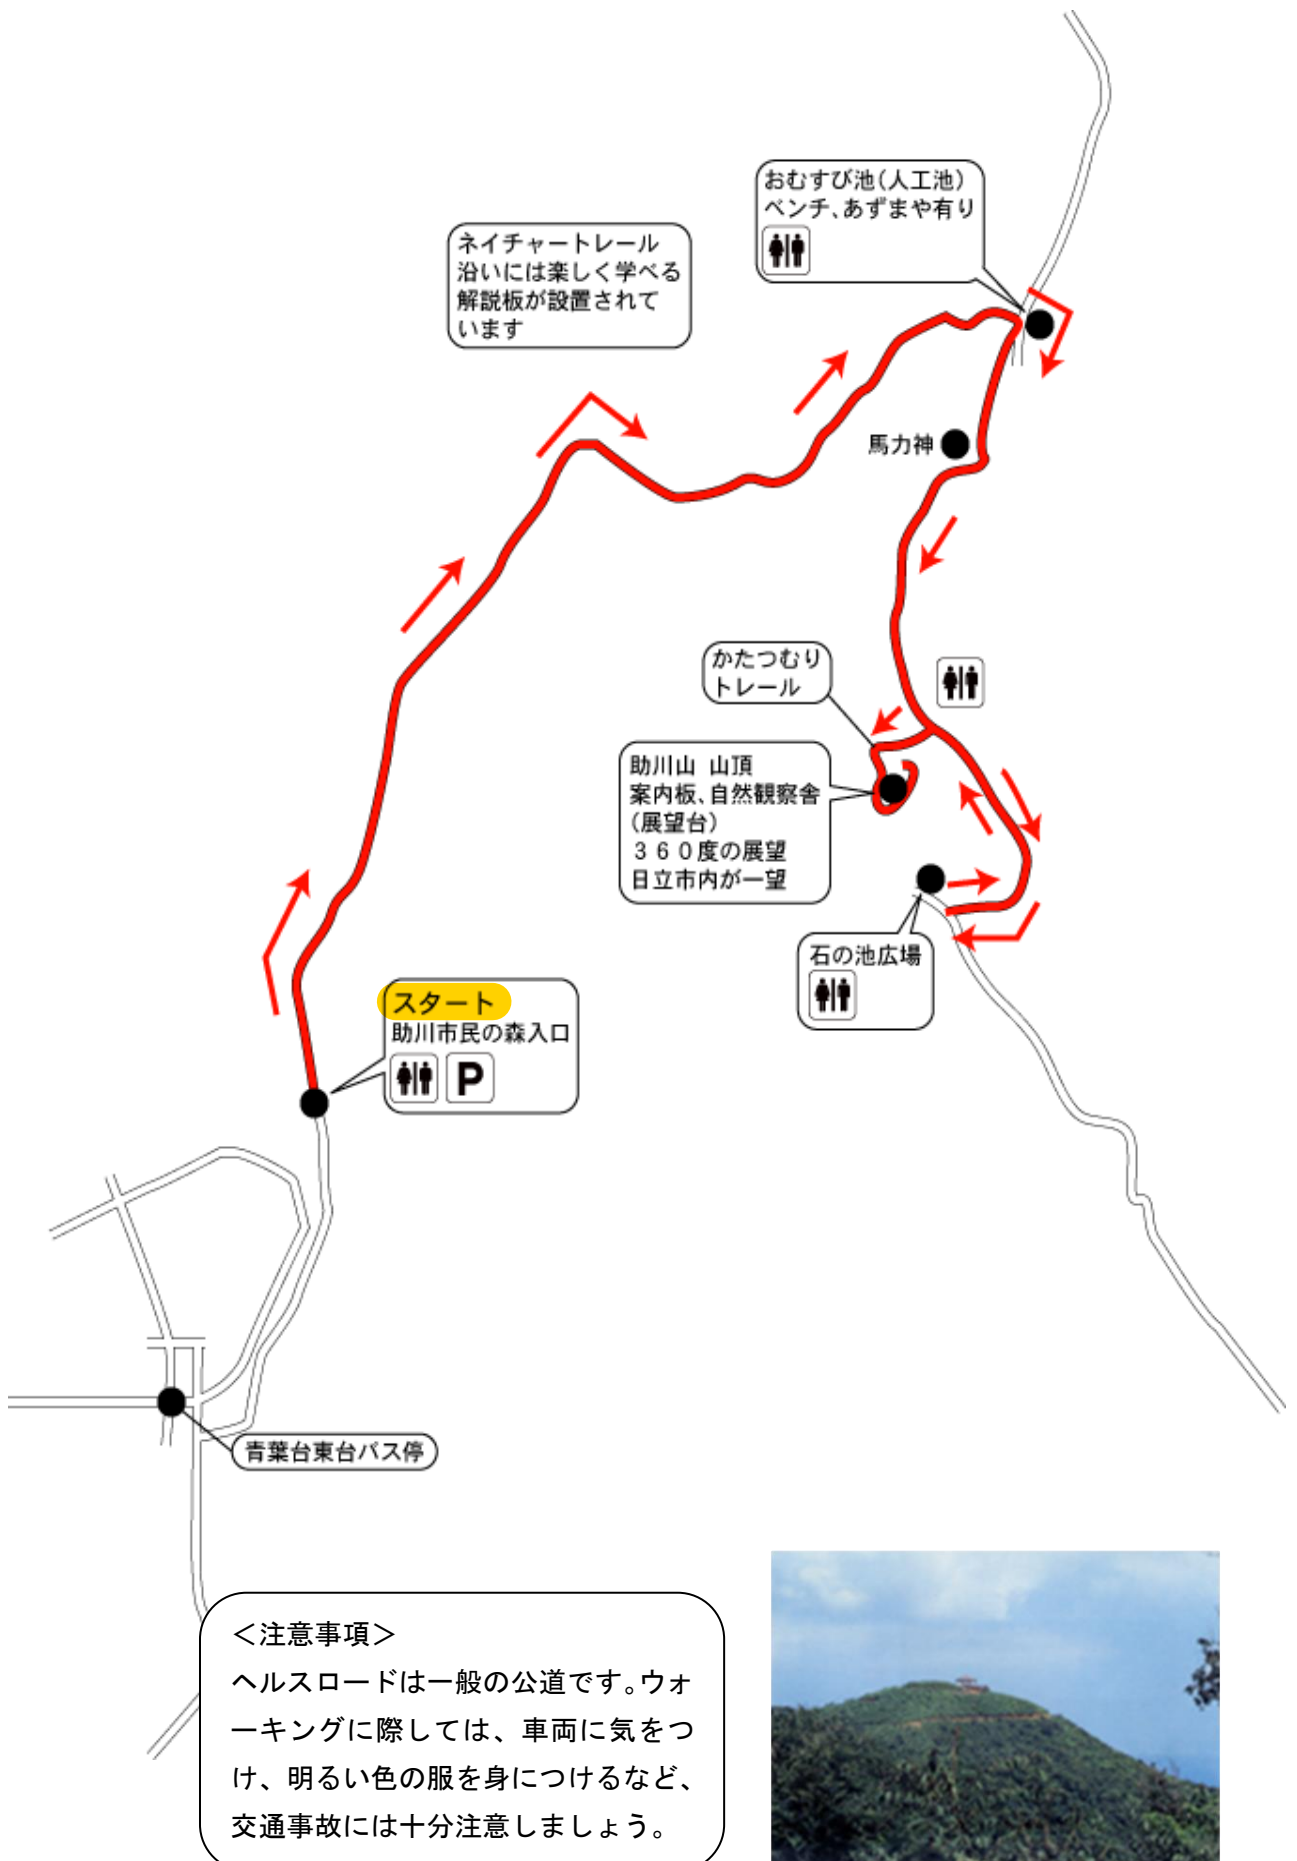 おむすび池（人工池）
ベンチ、あずまや有り
ネイチャートレール
沿いには楽しく学べる
解説板が設置されて
います
馬力神
かたつむり
トレール
助川山 山頂
案内板、自然観察舎
（展望台）
３６０度の展望
日立市内が一望
石の池広場
スタート
助川市民の森入口
P
青葉台東台バス停
＜注意事項＞
ヘルスロードは一般の公道です。ウォ
ーキングに際しては、車両に気をつ
け、明るい色の服を身につけるなど、
交通事故には十分注意しましょう。